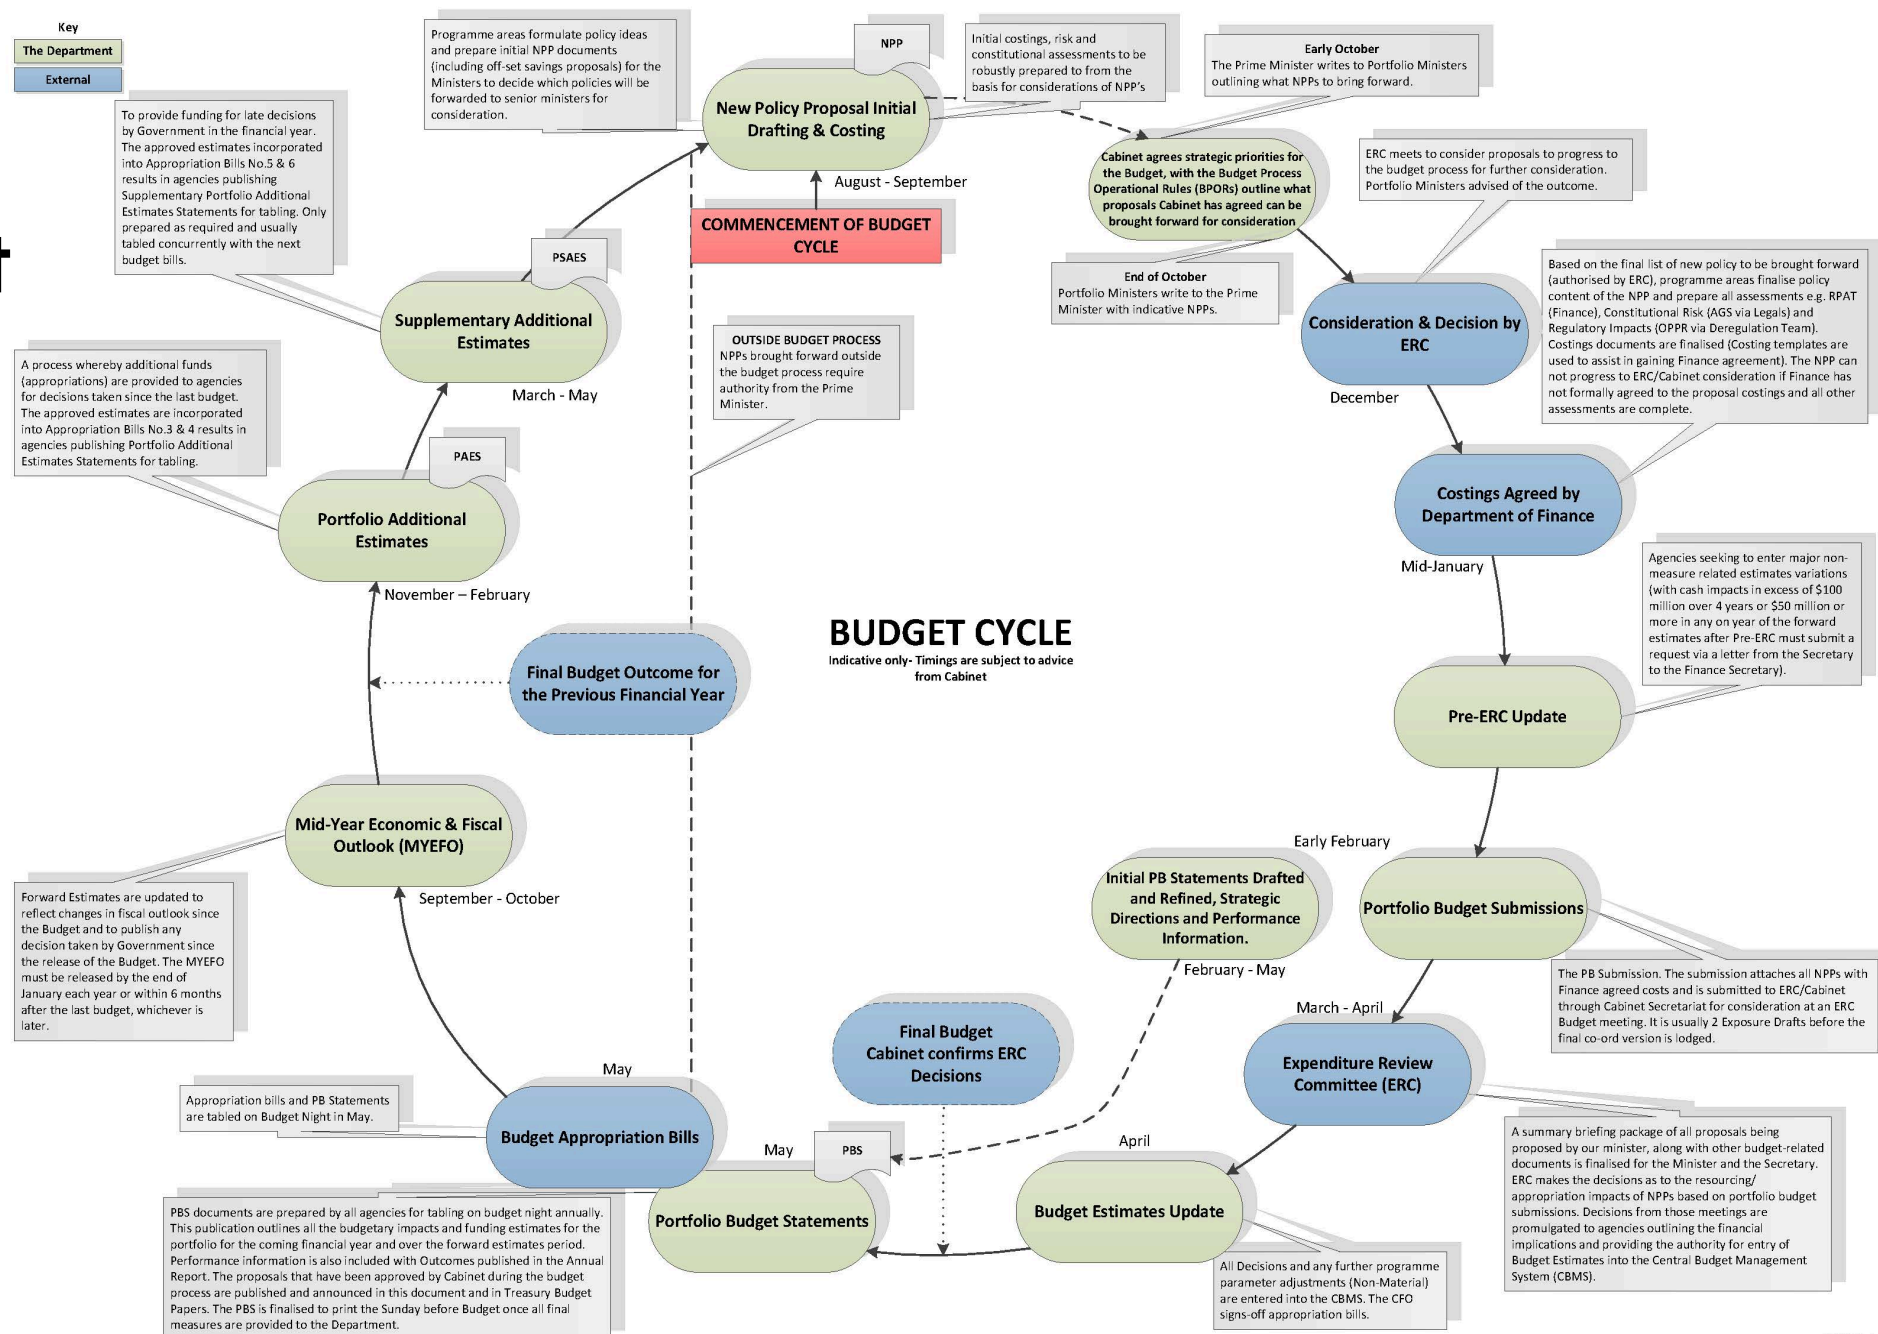 Key
The Department
External
t
Programme areas formulate policy ideas
and prepare initial NPP documents
(including off-set savings proposals) for the
Ministers to decide which policies will be
forwarded to senior ministers for
consideration.
NPP
New Policy Proposal Initial
Drafting & Costing
August - September
COMMENCEMENT OF BUDGET
CYCLE
Initial costings, risk and
constitutional assessments to be
robustly prepared to from the
basis for considerations of NPP's
Early October
The Prime Minister writes to Portfolio Ministers
outlining what NPPs to bring forward.
Cabinet agrees strategic priorities for
the Budget, with the Budget Process
Operational Rules (BPORs) outline what
proposals Cabinet has agreed can be
brought forward for consideration
End of October
Portfolio Ministers write to the Prime
Minister with indicative NPPs.
ERC meets to consider proposals to progress to
the budget process for further consideration.
Portfolio Ministers advised of the outcome.
Consideration & Decision by
ERC
December
Based on the final list of new policy to be brought forward
(authorised by ERC), programme areas finalise policy
content of the NPP and prepare all assessments e.g. RPAT
(Finance), Constitutional Risk (AGS via Legals) and
Regulatory Impacts (OPPR via Deregulation Team).
Costings documents are finalised (Costing templates are
used to assist in gaining Finance agreement). The NPP can
not progress to ERC/Cabinet consideration if Finance has
not formally agreed to the proposal costings and all other
assessments are complete.
Costings Agreed by
Department of Finance
Mid-January
Agencies seeking to enter major non-
measure related estimates variations
(with cash impacts in excess of $100
million over 4 years or $50 million or
more in any on year of the forward
estimates after Pre-ERC must submit a
request via a letter from the Secretary
to the Finance Secretary).
Pre-ERC Update
Early February
Portfolio Budget Submissions
The PB Submission. The submission attaches all NPPs with
Finance agreed costs and is submitted to ERC/Cabinet
through Cabinet Secretariat for consideration at an ERC
Budget meeting. It is usually 2 Exposure Drafts before the
final co-ord version is lodged.
March - April
Expenditure Review
Committee (ERC)
A summary briefing package of all proposals being
proposed by our minister, along with other budget-related
documents is finalised for the Minister and the Secretary.
ERC makes the decisions as to the resourcing/
appropriation impacts of NPPs based on portfolio budget
submissions. Decisions from those meetings are
promulgated to agencies outlining the financial
implications and providing the authority for entry of
Budget Estimates into the Central Budget Management
System (CBMS).
April
Budget Estimates Update
All Decisions and any further programme
parameter adjustments (Non-Material)
are entered into the CBMS. The CFO
signs-off appropriation bills.
Initial PB Statements Drafted
and Refined, Strategic
Directions and Performance
Information.
February - May
Final Budget
Cabinet confirms ERC
Decisions
May
PBS
Portfolio Budget Statements
PBS documents are prepared by all agencies for tabling on budget night annually.
This publication outlines all the budgetary impacts and funding estimates for the
portfolio for the coming financial year and over the forward estimates period.
Performance information is also included with Outcomes published in the Annual
Report. The proposals that have been approved by Cabinet during the budget
process are published and announced in this document and in Treasury Budget
Papers. The PBS is finalised to print the Sunday before Budget once all final
measures are provided to the Department.
May
Budget Appropriation Bills
Appropriation bills and PB Statements
are tabled on Budget Night in May.
Mid-Year Economic & Fiscal
Outlook (MYEFO)
September - October
Forward Estimates are updated to
reflect changes in fiscal outlook since
the Budget and to publish any
decision taken by Government since
the release of the Budget. The MYEFO
must be released by the end of
January each year or within 6 months
after the last budget, whichever is
later.
Final Budget Outcome for
the Previous Financial Year
Portfolio Additional
Estimates
PAES
November – February
A process whereby additional funds
(appropriations) are provided to agencies
for decisions taken since the last budget.
The approved estimates are incorporated
into Appropriation Bills No.3 & 4 results in
agencies publishing Portfolio Additional
Estimates Statements for tabling.
Supplementary Additional
Estimates
PSAES
March - May
To provide funding for late decisions
by Government in the financial year.
The approved estimates incorporated
into Appropriation Bills No.5 & 6
results in agencies publishing
Supplementary Portfolio Additional
Estimates Statements for tabling. Only
prepared as required and usually
tabled concurrently with the next
budget bills.
OUTSIDE BUDGET PROCESS
NPPs brought forward outside
the budget process require
authority from the Prime
Minister.
BUDGET CYCLE
Indicative only- Timings are subject to advice
from Cabinet